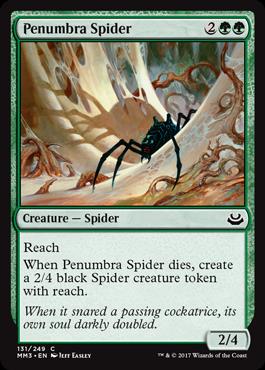 Penumbra Spider 2
Creature — Spider
Reach
When Penumbra Spider dies, create
a 2/4 black Spider creature token
with reach.
When it snared a passing cockatrice, its
own soul darkly doubled.
2/4
131/249 C
MM3 • EN Jeff Easley
™ & © 2017 Wizards of the Coast